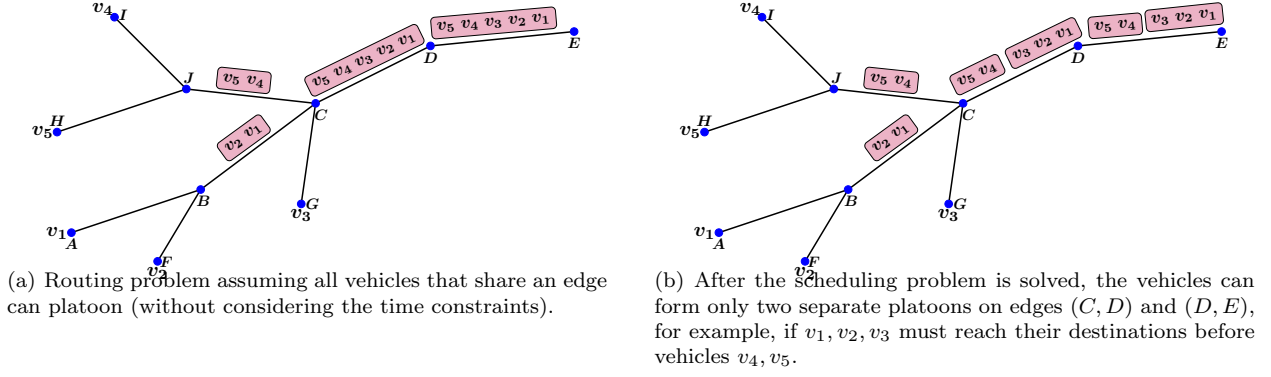 v4 I
v5 v4 v3 v2 v1
E
D
v5 v4 v3 v2 v1
J
v5 v4
C
H
v5
v2 v1
B
G
v3
v1
A
F
v2
(a) Routing problem assuming all vehicles that share an edge
can platoon (without considering the time constraints).
v4 I
v5 v4
v3 v2 v1
E
D
v3 v2 v1
v5 v4
J
v5 v4
C
H
v5
v2 v1
B
G
v3
v1
A
F
v2
(b) After the scheduling problem is solved, the vehicles can
form only two separate platoons on edges (C, D) and (D, E),
for example, if v1, v2, v3 must reach their destinations before
vehicles v4, v5.